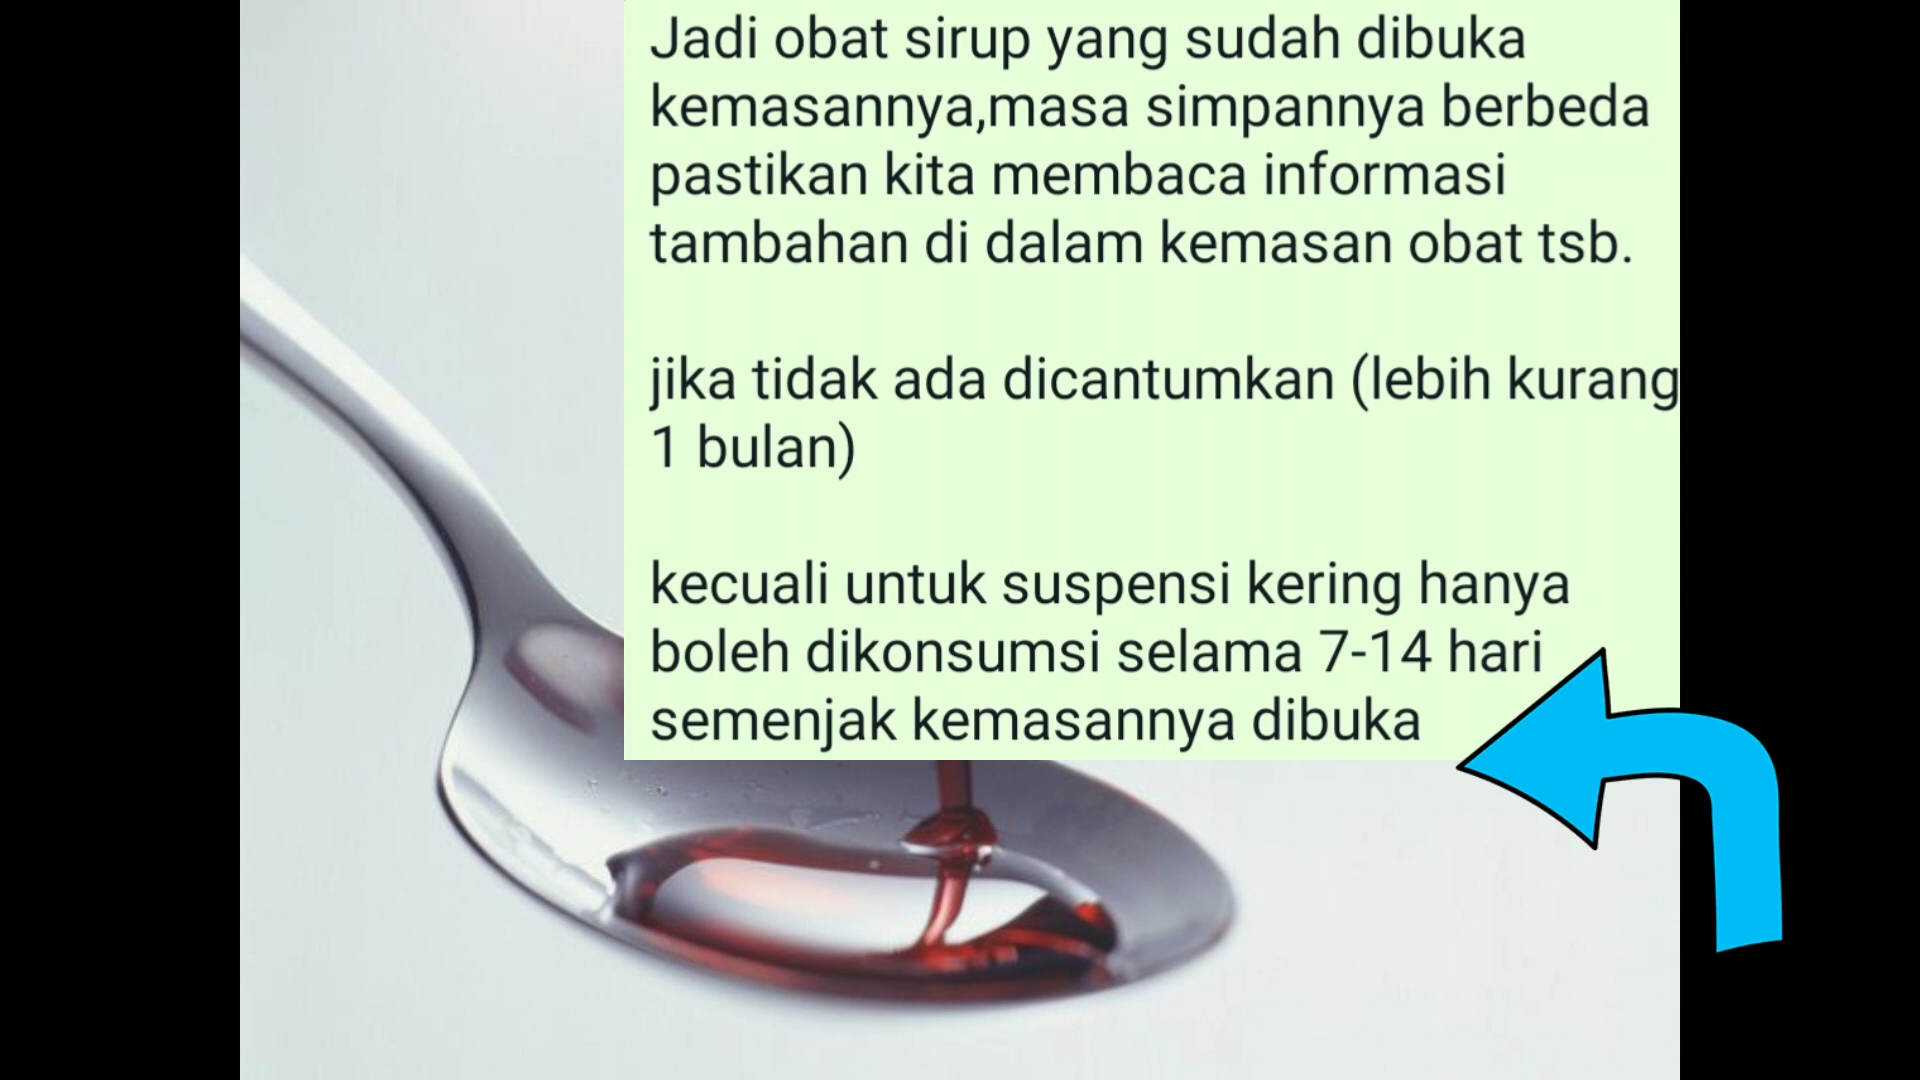 Jadi obat sirup yang sudah dibuka
kemasannya,masa simpannya berbeda
pastikan kita membaca informasi
tambahan di dalam kemasan obat tsb.
jika tidak ada dicantumkan (lebih kurang
1 bulan)
kecuali untuk suspensi kering hanya
boleh dikonsumsi selama 7-14 hari
semenjak kemasannya dibuka